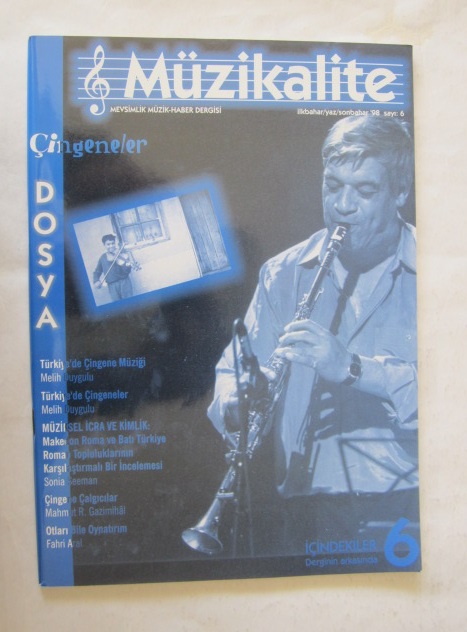 Müzikalite
MEVSİMLİK MÜZİK-HABER DERGİSİ
ilkbahar/yaz/sonbahar '98 sayı: 6
Çingeneler
DOSYA
Türkiye'de Çingene Müziği
Melih Duygulu
Türkiye'de Çingeneler
Melih Duygulu
MÜZİKSEL İCRA VE KİMLİK:
Makedon Roma ve Batı Türkiye
Roman Topluluklarının
Karşılaştırmalı Bir İncelemesi
Sonia Seeman
Çingene Çalgıcılar
Mahmut R. Gazimihâl
Otları Bile Oynatırım
Fahri Aral
İÇİNDEKİLER
Derginin arkasında
6